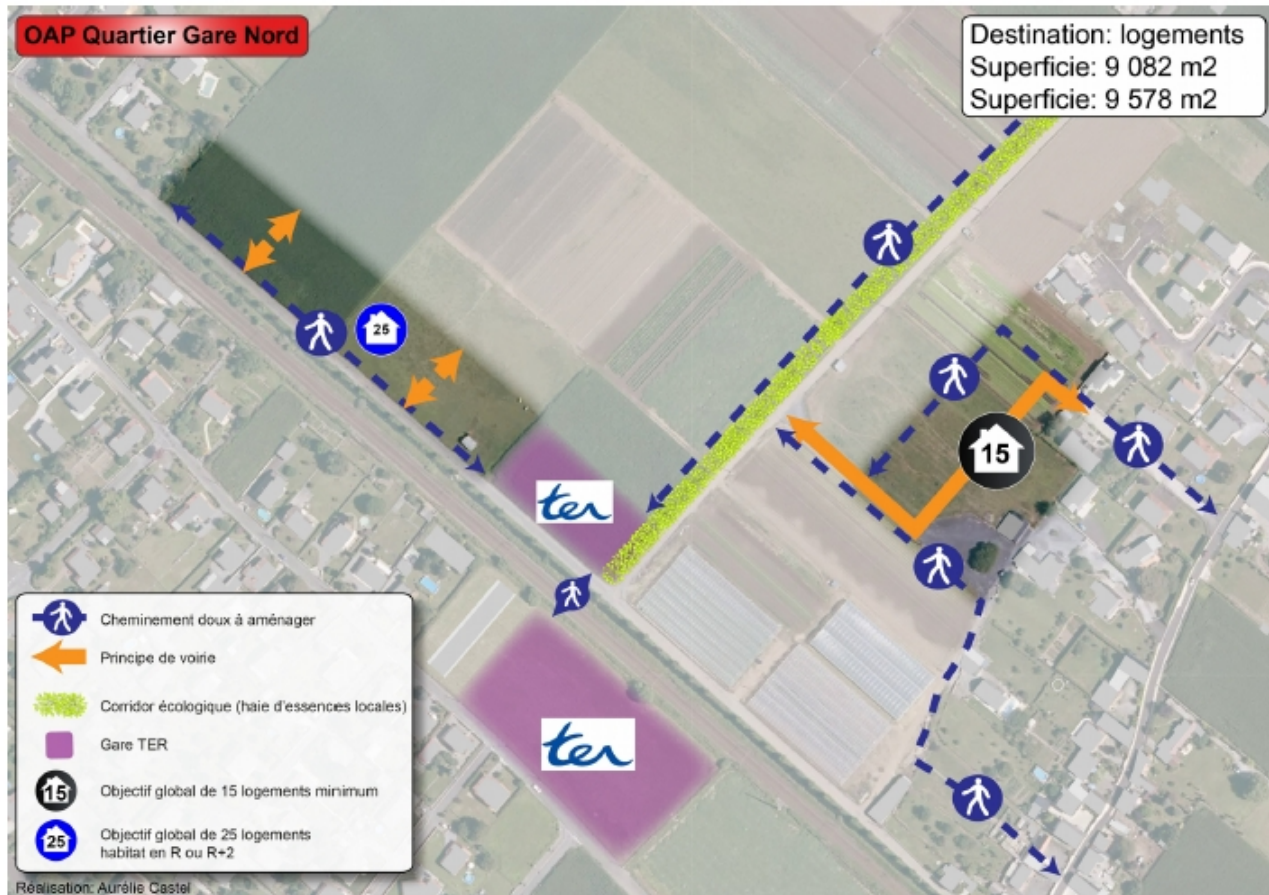 OAP Quartier Gare Nord
Destination: logements
Superficie: 9 082 m2
Superficie: 9 578 m2
25
15
ter
ter
Cheminement doux à aménager
Principe de voirie
Corridor écologique (haie d'essences locales)
Gare TER
15 Objectif global de 15 logements minimum
25 Objectif global de 25 logements
habitat en R ou R+2
Réalisation: Aurélie Castel